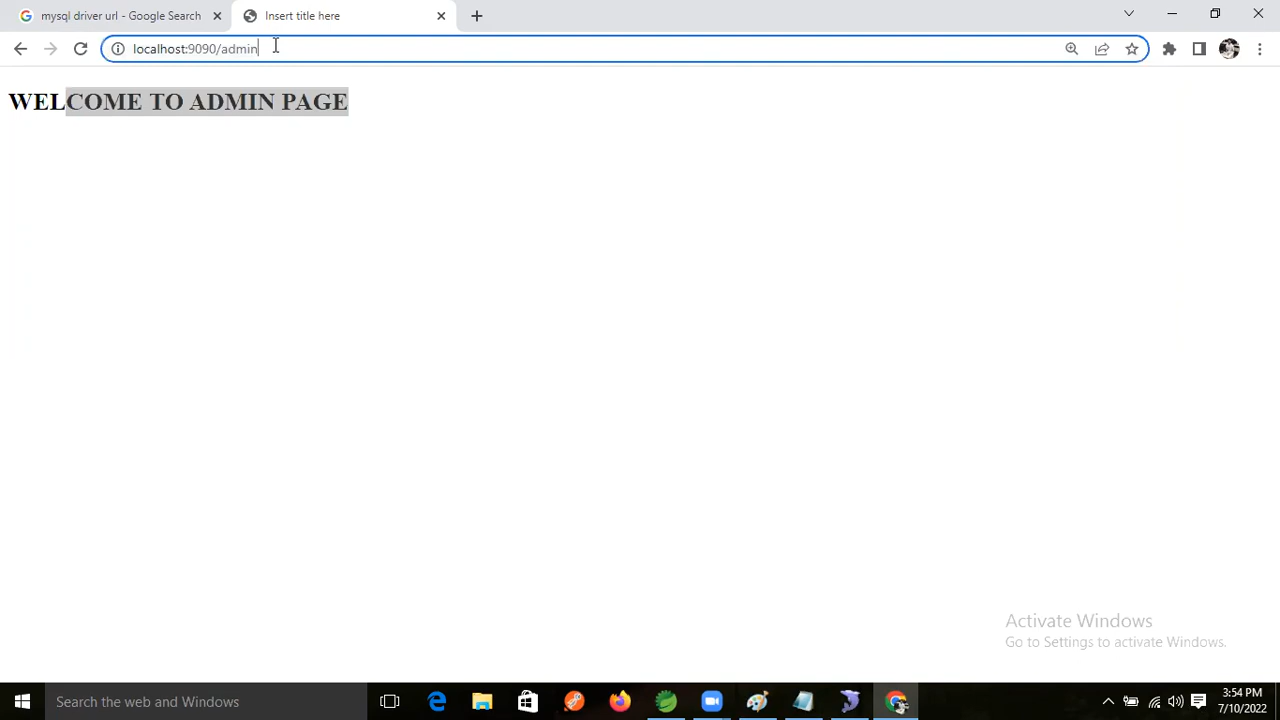 mysql driver url - Google Search
Insert title here
localhost:9090/admin
WELCOME TO ADMIN PAGE
Activate Windows
Go to Settings to activate Windows.
Search the web and Windows
3:54 PM
7/10/2022